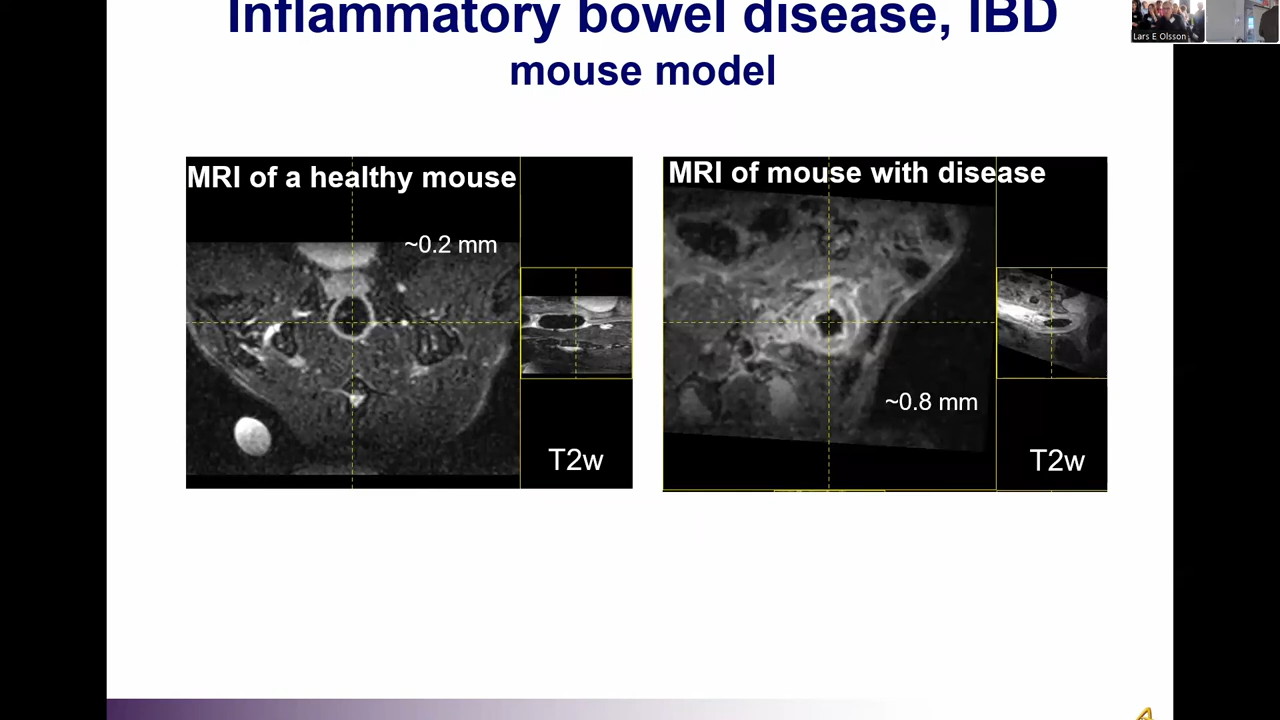 Inflammatory bowel disease, IBD
mouse model
Lars E Olsson
MRI of a healthy mouse
~0.2 mm
T2w
MRI of mouse with disease
~0.8 mm
T2w